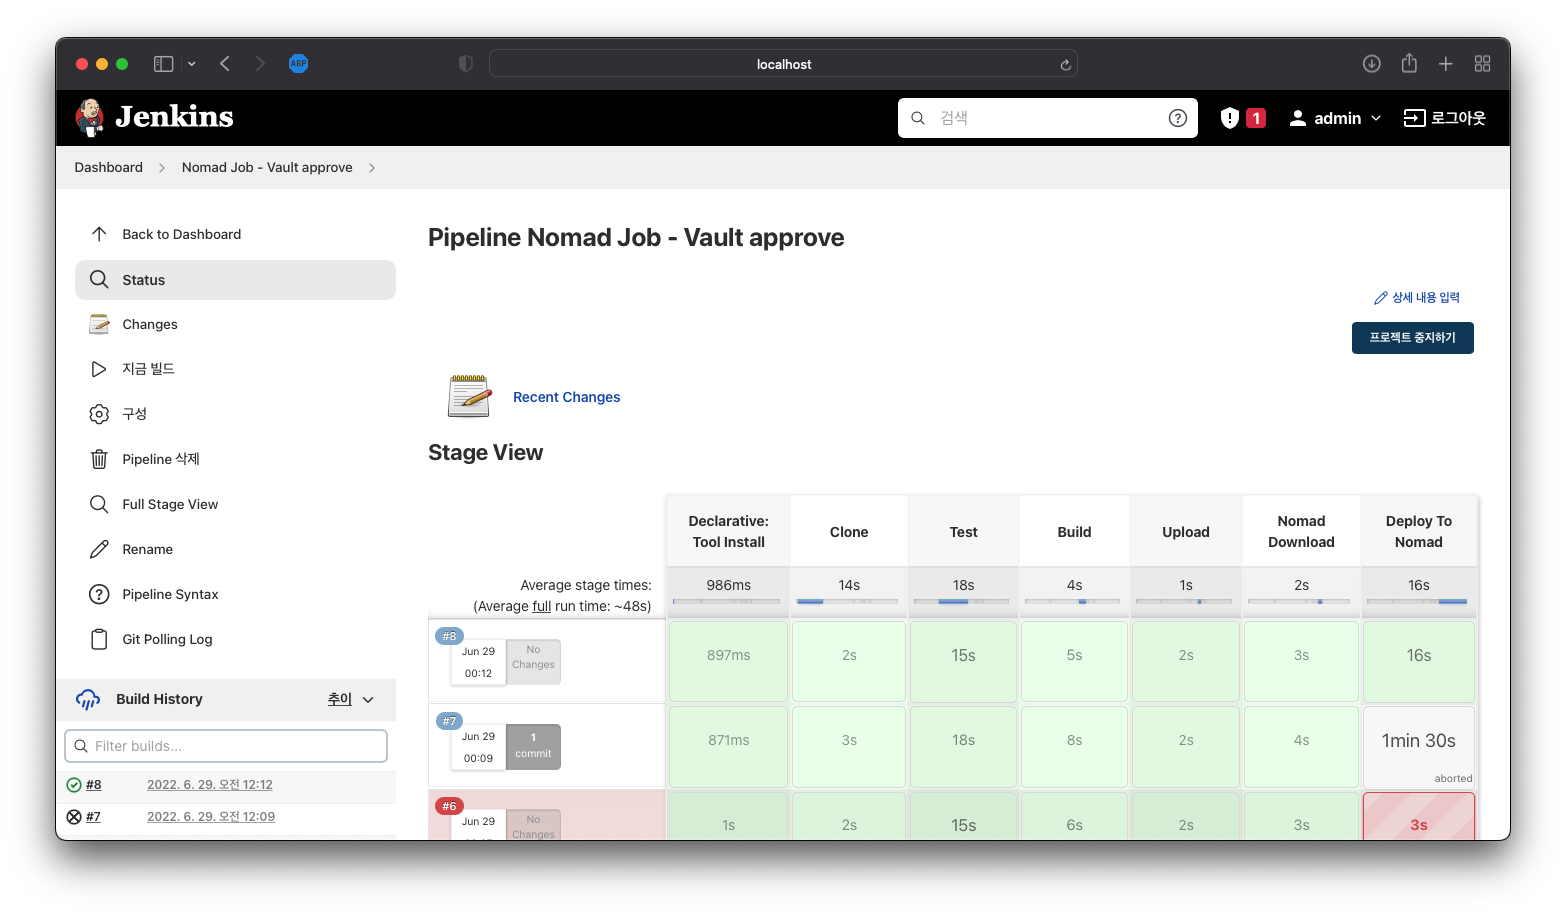 ABP
localhost
Jenkins
검색
1
admin
로그아웃
Dashboard
Nomad Job - Vault approve
Back to Dashboard
Status
Changes
지금 빌드
구성
Pipeline 삭제
Full Stage View
Rename
Pipeline Syntax
Git Polling Log
Build History
추이
Filter builds...
#8
2022. 6. 29. 오전 12:12
#7
2022. 6. 29. 오전 12:09
Pipeline Nomad Job - Vault approve
상세 내용 입력
프로젝트 중지하기
Recent Changes
Stage View
Declarative: Tool Install
Clone
Test
Build
Upload
Nomad Download
Deploy To Nomad
Average stage times:
(Average full run time: ~48s)
986ms
14s
18s
4s
1s
2s
16s
#8
Jun 29
00:12
No Changes
897ms
2s
15s
5s
2s
3s
16s
#7
Jun 29
00:09
1 commit
871ms
3s
18s
8s
2s
4s
1min 30s
aborted
#6
Jun 29
No Changes
1s
2s
15s
6s
2s
3s
3s